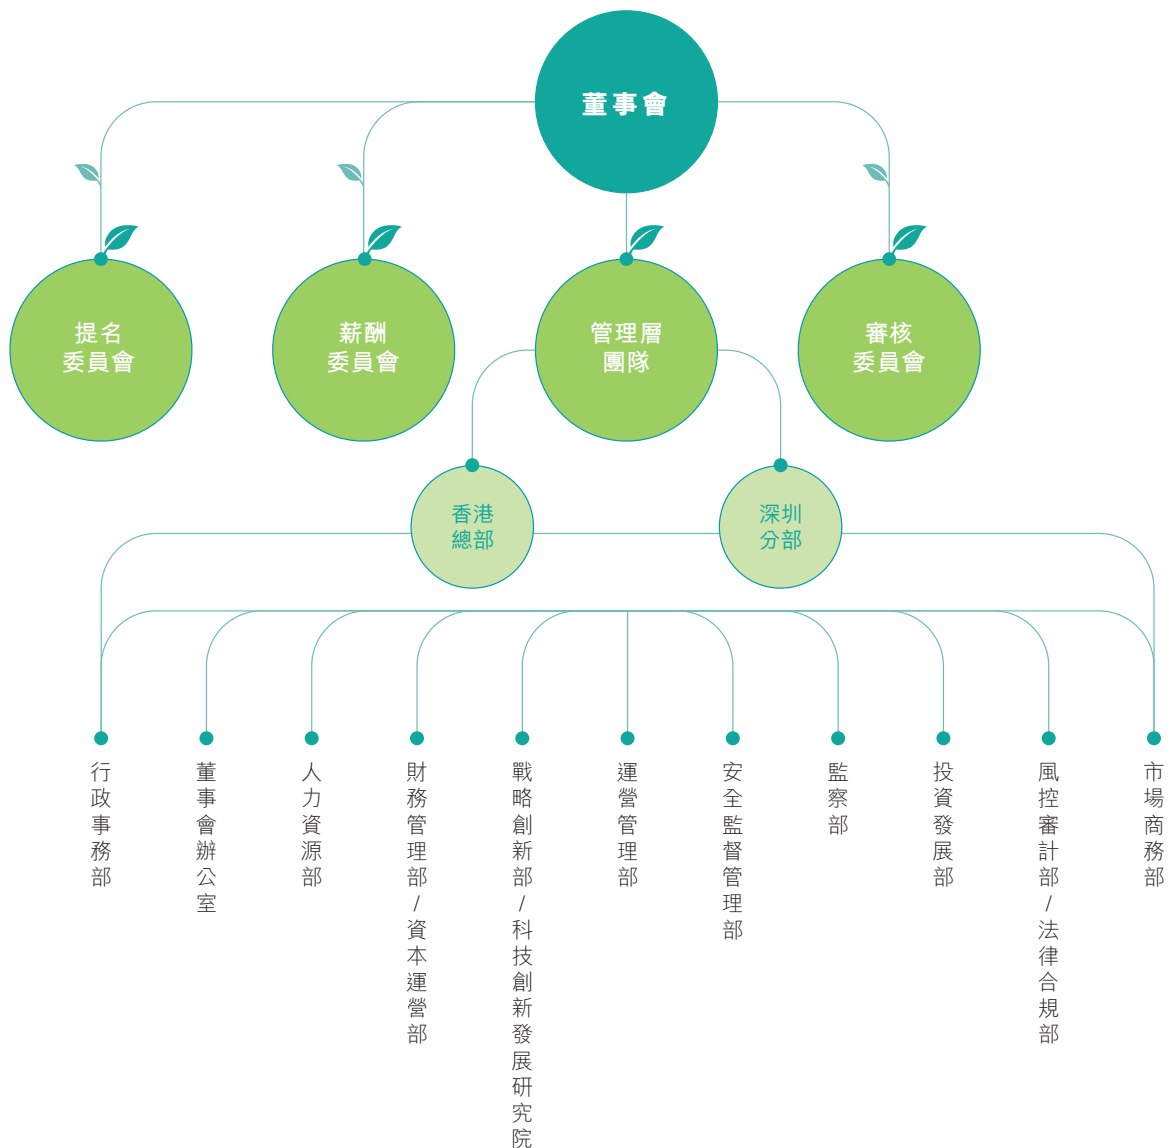 董事會
提名
委員會
薪酬
委員會
管理層
團隊
審核
委員會
香港
總部
深圳
分部
行政事務部
董事會辦公室
人力資源部
財務管理部/資本運營部
戰略創新部/科技創新發展研究院
運營管理部
安全監督管理部
監察部
投資發展部
風控審計部/法律合規部
市場商務部